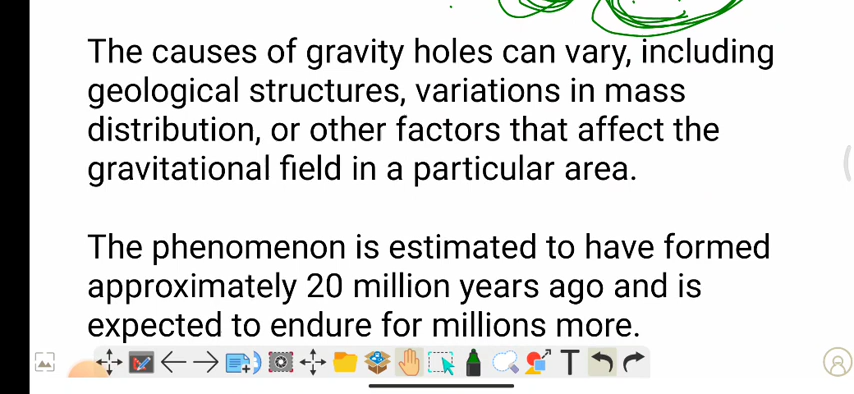 The causes of gravity holes can vary, including
geological structures, variations in mass
distribution, or other factors that affect the
gravitational field in a particular area.
The phenomenon is estimated to have formed
approximately 20 million years ago and is
expected to endure for millions more.
T